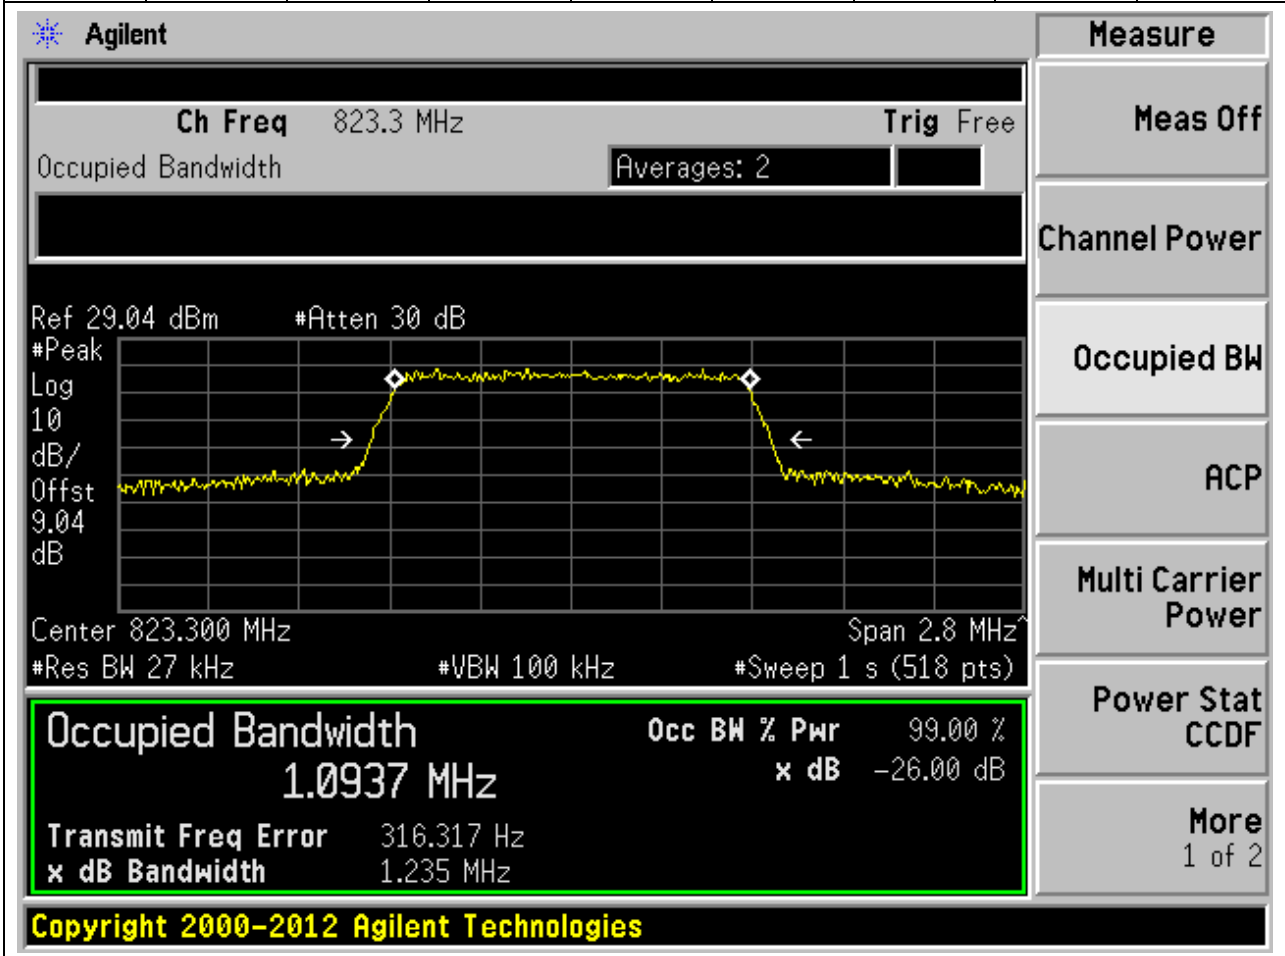 Agilent
Measure
Ch Freq 823.3 MHz Trig Free
Meas Off
Occupied Bandwidth Averages: 2
Channel Power
Ref 29.04 dBm #Atten 30 dB
#Peak
Log
10
dB/
Offst
9.04
dB
Occupied BW
ACP
Multi Carrier
Power
Center 823.300 MHz Span 2.8 MHz^
#Res BW 27 kHz #VBW 100 kHz #Sweep 1 s (518 pts)
Power Stat
CCDF
Occupied Bandwidth Occ BW % Pwr 99.00 %
1.0937 MHz x dB -26.00 dB
Transmit Freq Error 316.317 Hz
x dB Bandwidth 1.235 MHz
More
1 of 2
Copyright 2000-2012 Agilent Technologies